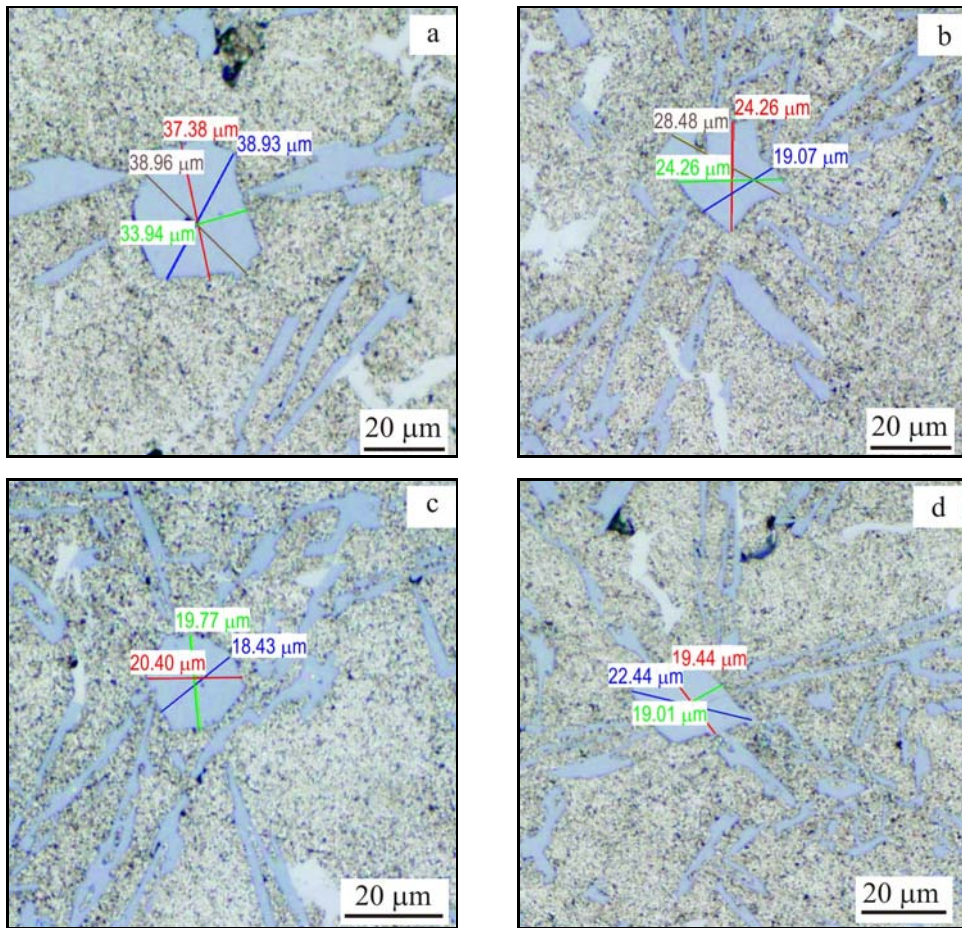 a
37.38 μm
38.93 μm
38.96 μm
33.94 μm
20 μm
b
24.26 μm
28.48 μm
19.07 μm
24.26 μm
20 μm
c
19.77 μm
18.43 μm
20.40 μm
20 μm
d
19.44 μm
22.44 μm
19.01 μm
20 μm